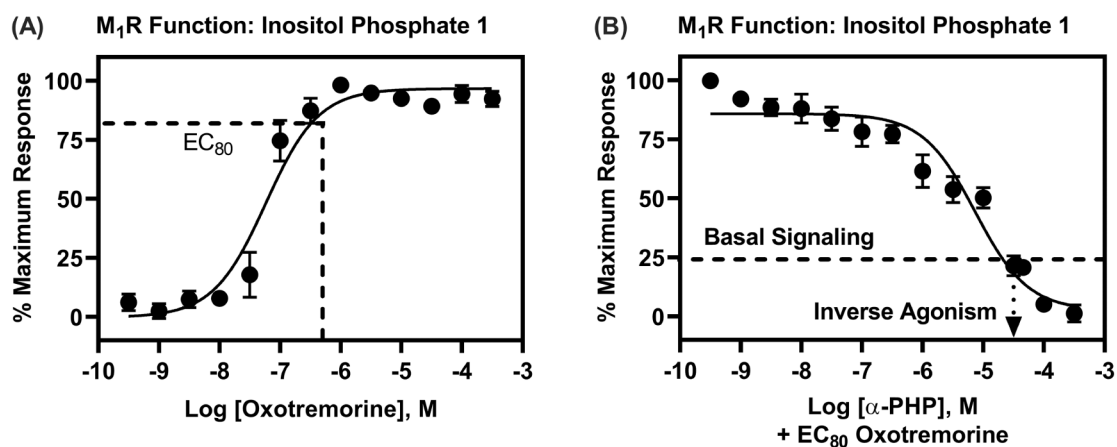 (A)
M₁R Function: Inositol Phosphate 1
% Maximum Response
100
75
50
25
0
EC₈₀
-10 -9 -8 -7 -6 -5 -4 -3
Log [Oxotremorine], M
(B)
M₁R Function: Inositol Phosphate 1
% Maximum Response
100
75
50
25
0
Basal Signaling
Inverse Agonism
-10 -9 -8 -7 -6 -5 -4 -3
Log [α-PHP], M
+ EC₈₀ Oxotremorine